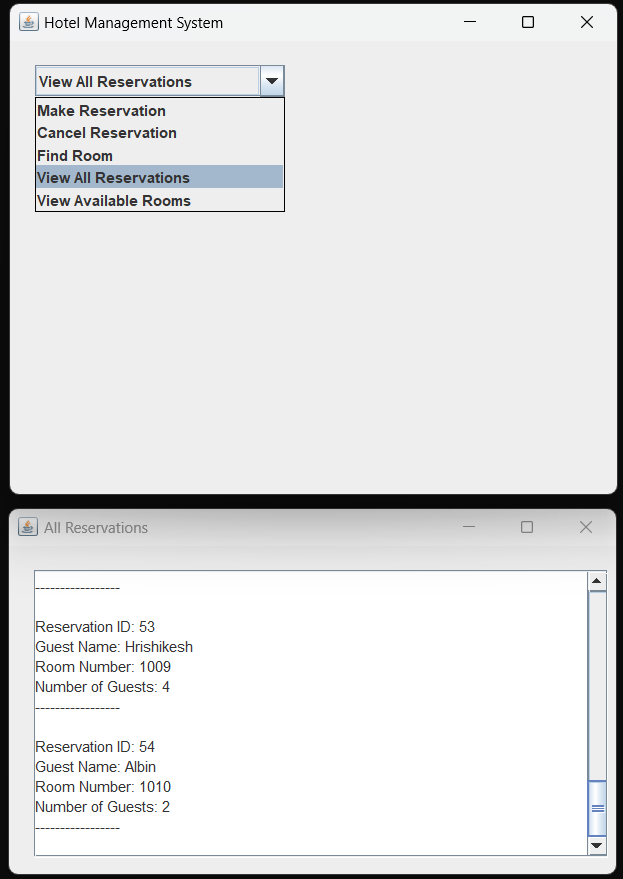 Hotel Management System
View All Reservations
Make Reservation
Cancel Reservation
Find Room
View All Reservations
View Available Rooms
All Reservations
-----------------
Reservation ID: 53
Guest Name: Hrishikesh
Room Number: 1009
Number of Guests: 4
-----------------
Reservation ID: 54
Guest Name: Albin
Room Number: 1010
Number of Guests: 2
-----------------